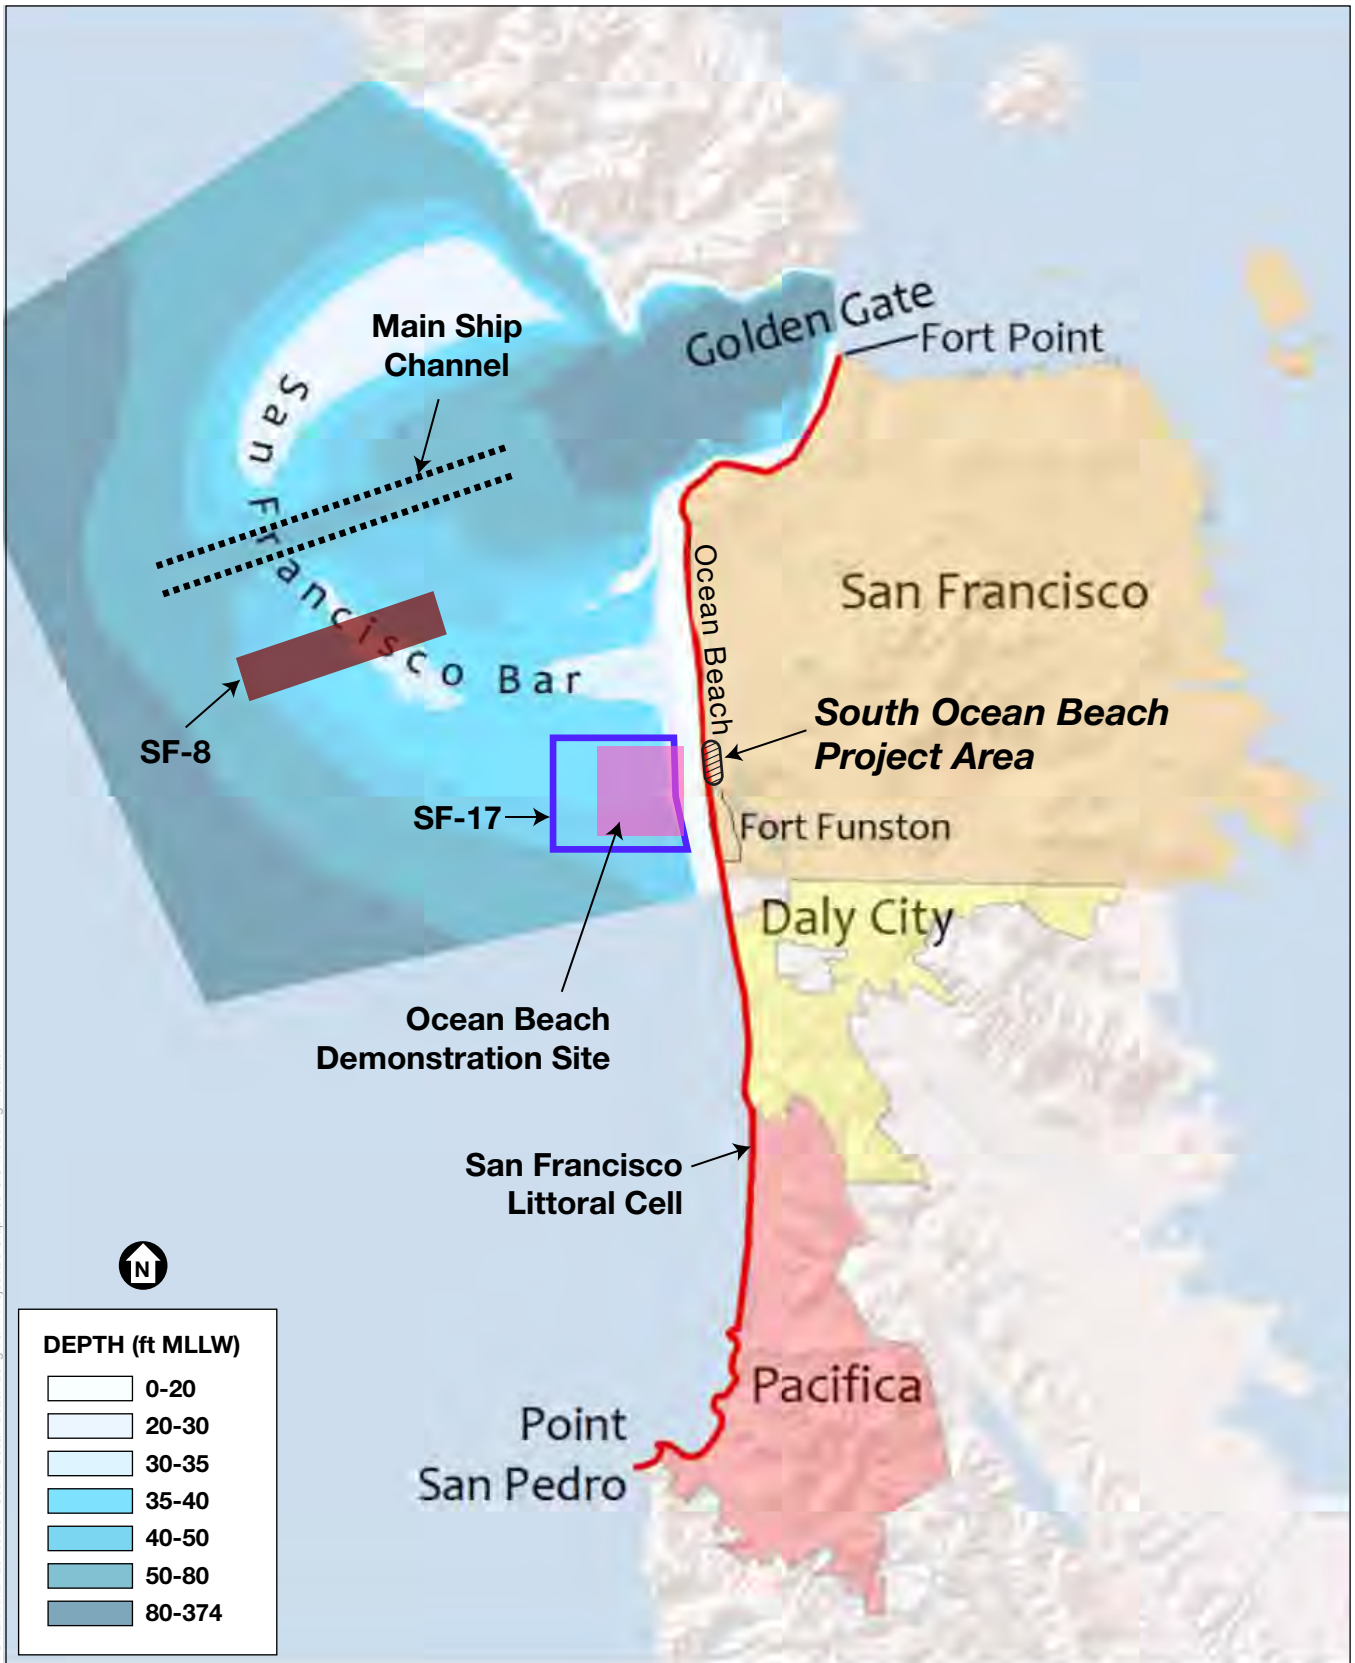 Main Ship
Channel
Golden Gate
Fort Point
San Francisco Bar
Ocean Beach
San Francisco
SF-8
South Ocean Beach
Project Area
SF-17
Fort Funston
Daly City
Ocean Beach
Demonstration Site
San Francisco
Littoral Cell
N
Pacifica
Point
San Pedro
DEPTH (ft MLLW)
0-20
20-30
30-35
35-40
40-50
50-80
80-374